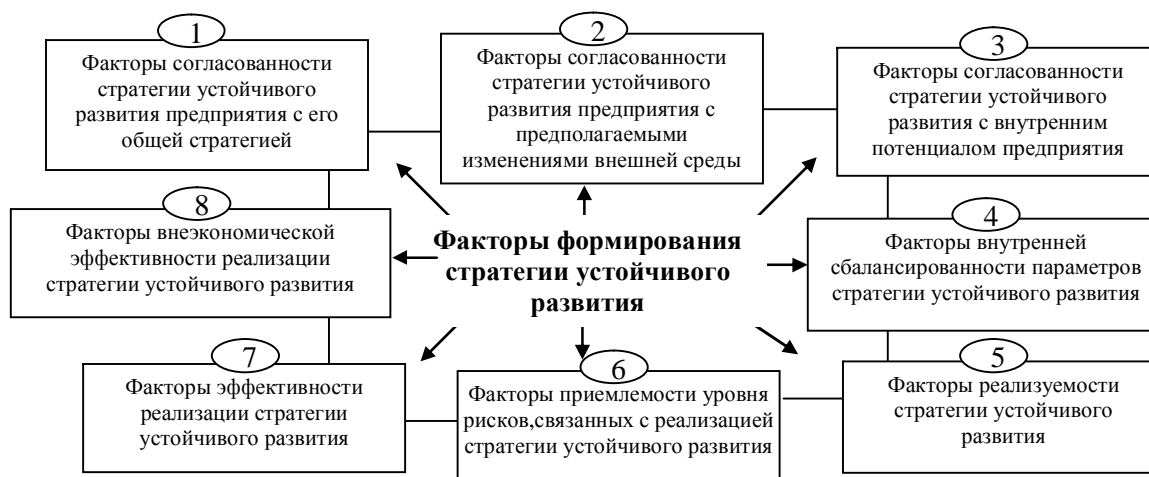 1
Факторы согласованности
стратегии устойчивого
развития предприятия с его
общей стратегией
2
Факторы согласованности
стратегии устойчивого
развития предприятия с
предполагаемыми
изменениями внешней среды
3
Факторы согласованности
стратегии устойчивого
развития с внутренним
потенциалом предприятия
8
Факторы внеэкономической
эффективности реализации
стратегии устойчивого развития
Факторы формирования
стратегии устойчивого
развития
4
Факторы внутренней
сбалансированности параметров
стратегии устойчивого развития
7
Факторы эффективности
реализации стратегии
устойчивого развития
6
Факторы приемлемости уровня
рисков,связанных с реализацией
стратегии устойчивого развития
5
Факторы реализуемости
стратегии устойчивого
развития